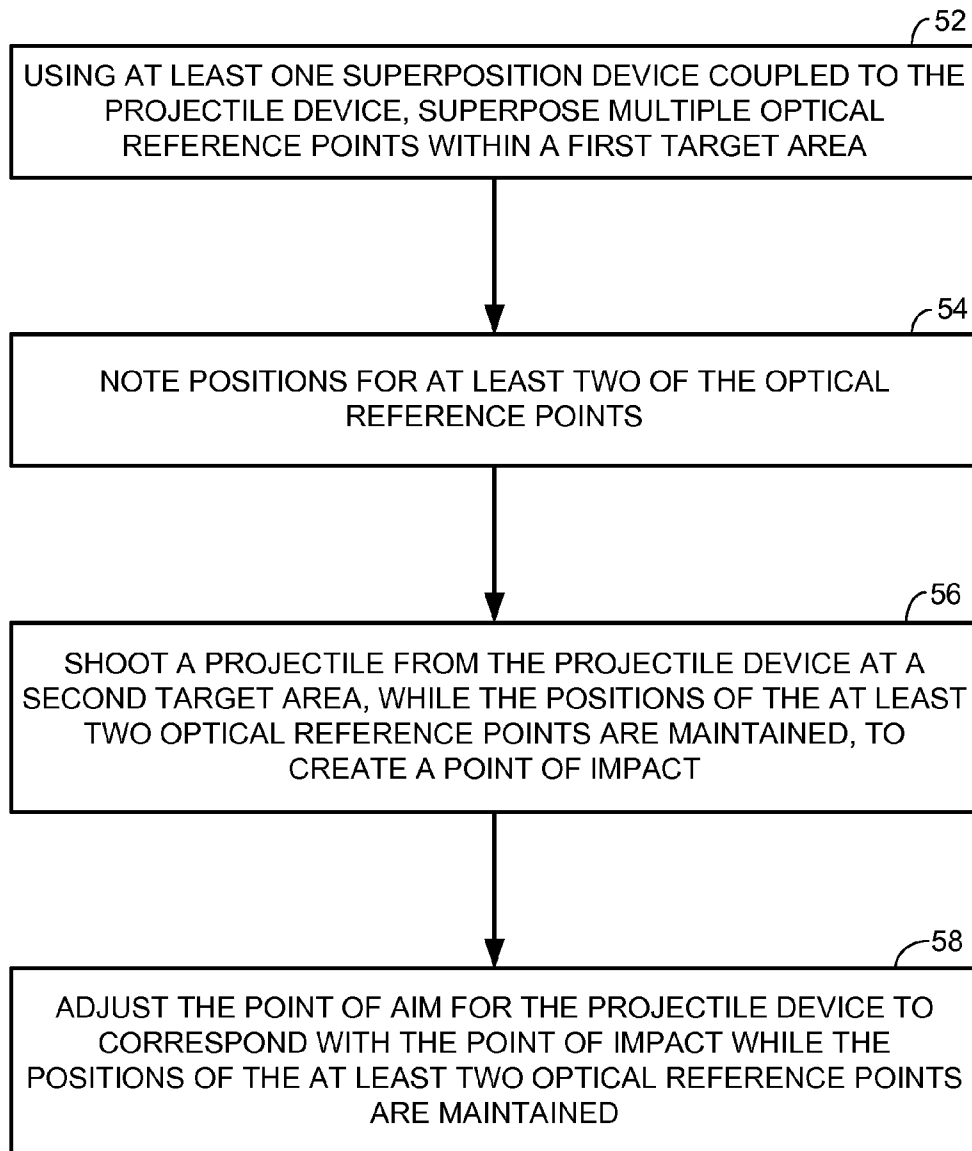 52
USING AT LEAST ONE SUPERPOSITION DEVICE COUPLED TO THE
PROJECTILE DEVICE, SUPERPOSE MULTIPLE OPTICAL
REFERENCE POINTS WITHIN A FIRST TARGET AREA
54
NOTE POSITIONS FOR AT LEAST TWO OF THE OPTICAL
REFERENCE POINTS
56
SHOOT A PROJECTILE FROM THE PROJECTILE DEVICE AT A
SECOND TARGET AREA, WHILE THE POSITIONS OF THE AT LEAST
TWO OPTICAL REFERENCE POINTS ARE MAINTAINED, TO
CREATE A POINT OF IMPACT
58
ADJUST THE POINT OF AIM FOR THE PROJECTILE DEVICE TO
CORRESPOND WITH THE POINT OF IMPACT WHILE THE
POSITIONS OF THE AT LEAST TWO OPTICAL REFERENCE POINTS
ARE MAINTAINED